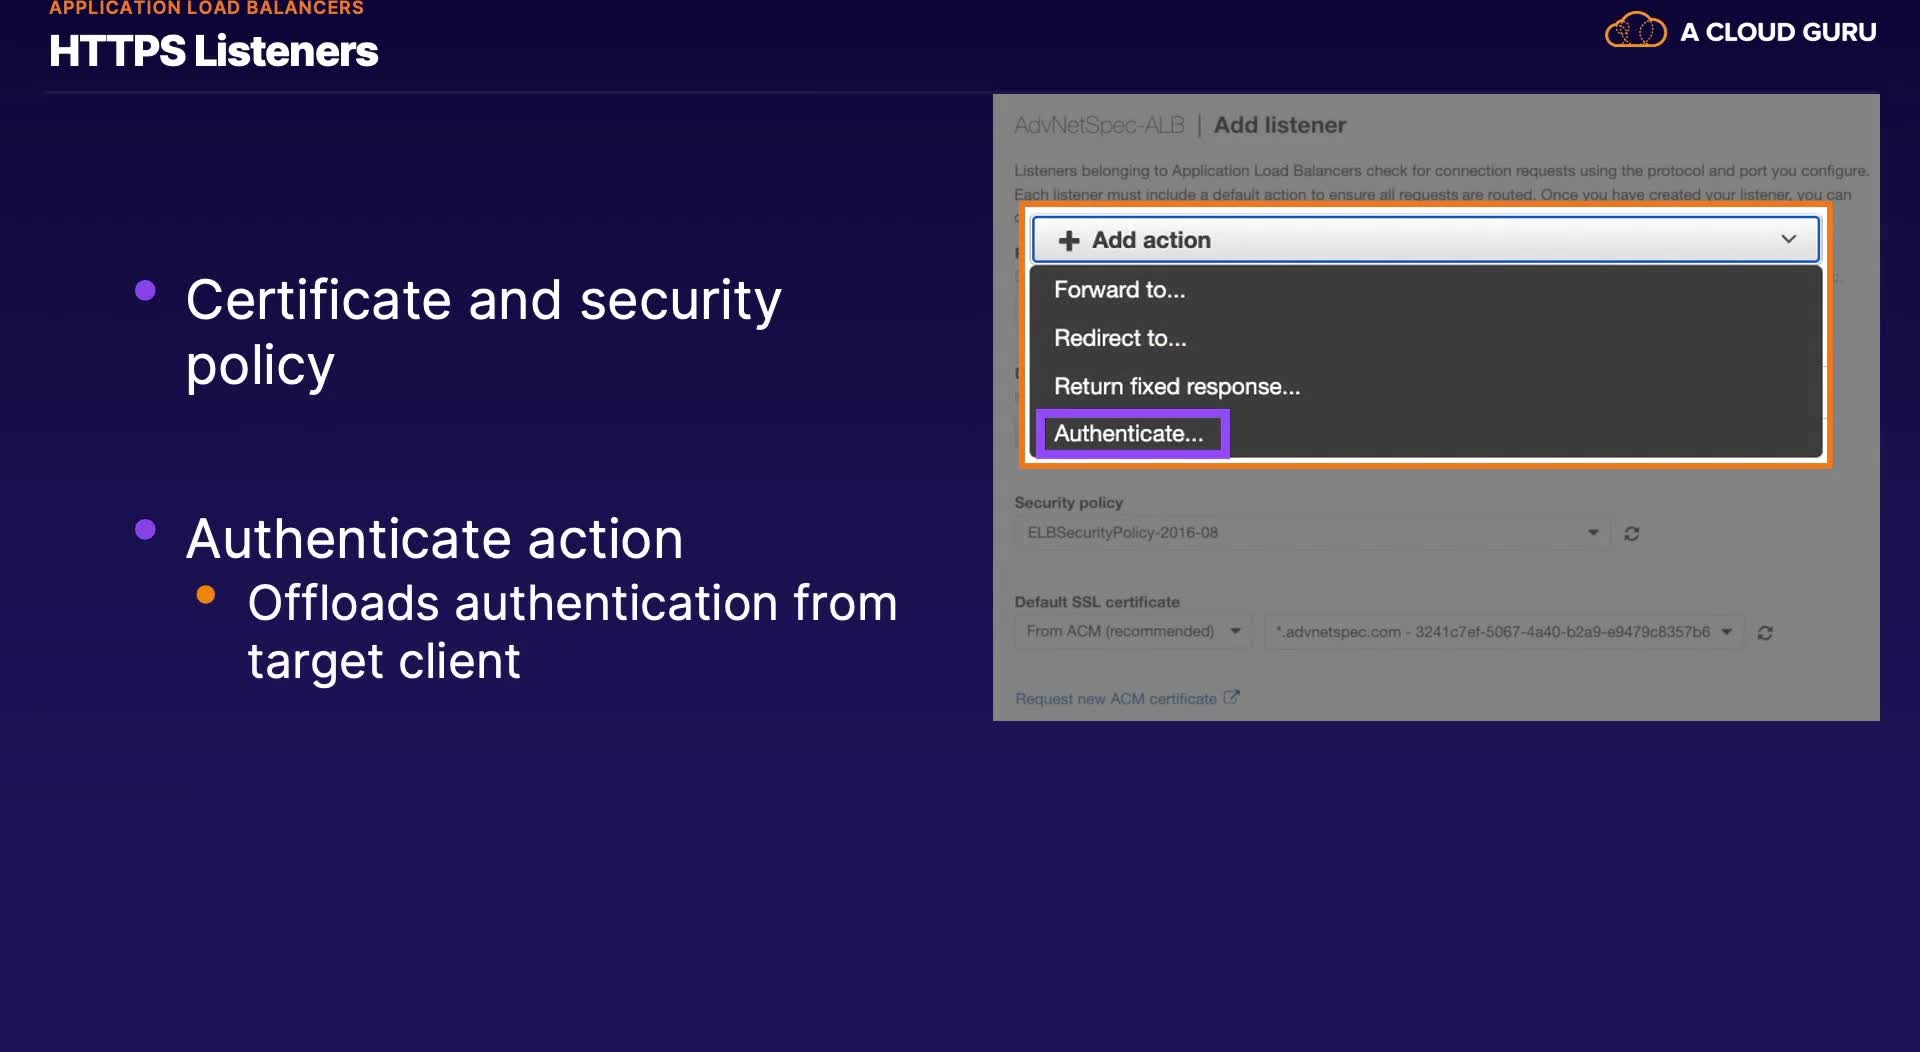 APPLICATION LOAD BALANCERS
HTTPS Listeners
A CLOUD GURU
Certificate and security
policy
Authenticate action
Offloads authentication from
target client
AdvNetSpec-ALB | Add listener
Listeners belonging to Application Load Balancers check for connection requests using the protocol and port you configure.
Each listener must include a default action to ensure all requests are routed. Once you have created your listener, you can
Add action
Forward to...
Redirect to...
Return fixed response...
Authenticate...
Security policy
ELBSecurityPolicy-2016-08
Default SSL certificate
From ACM (recommended)
*.advnetspec.com - 3241c7ef-5067-4a40-b2a9-e9479c8357b6
Request new ACM certificate